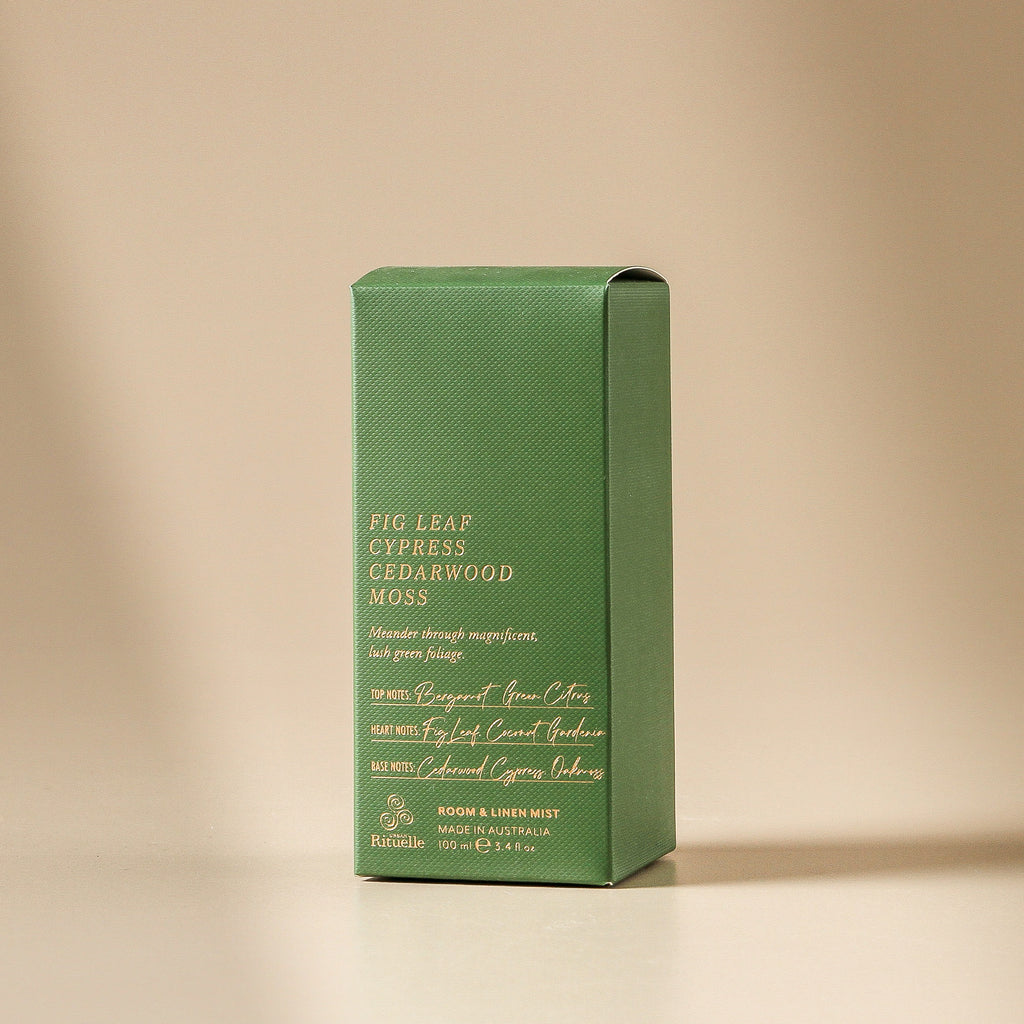 FIG LEAF
CYPRESS
CEDARWOOD
MOSS
Meander through magnificent,
lush green foliage.
TOP NOTES: Bergamot Green Citrus
HEART NOTES: Fig Leaf Coconut Gardenia
BASE NOTES: Cedarwood Cypress Oakmoss
URBAN
Rituelle
ROOM & LINEN MIST
MADE IN AUSTRALIA
100 ml ℮ 3.4 fl oz